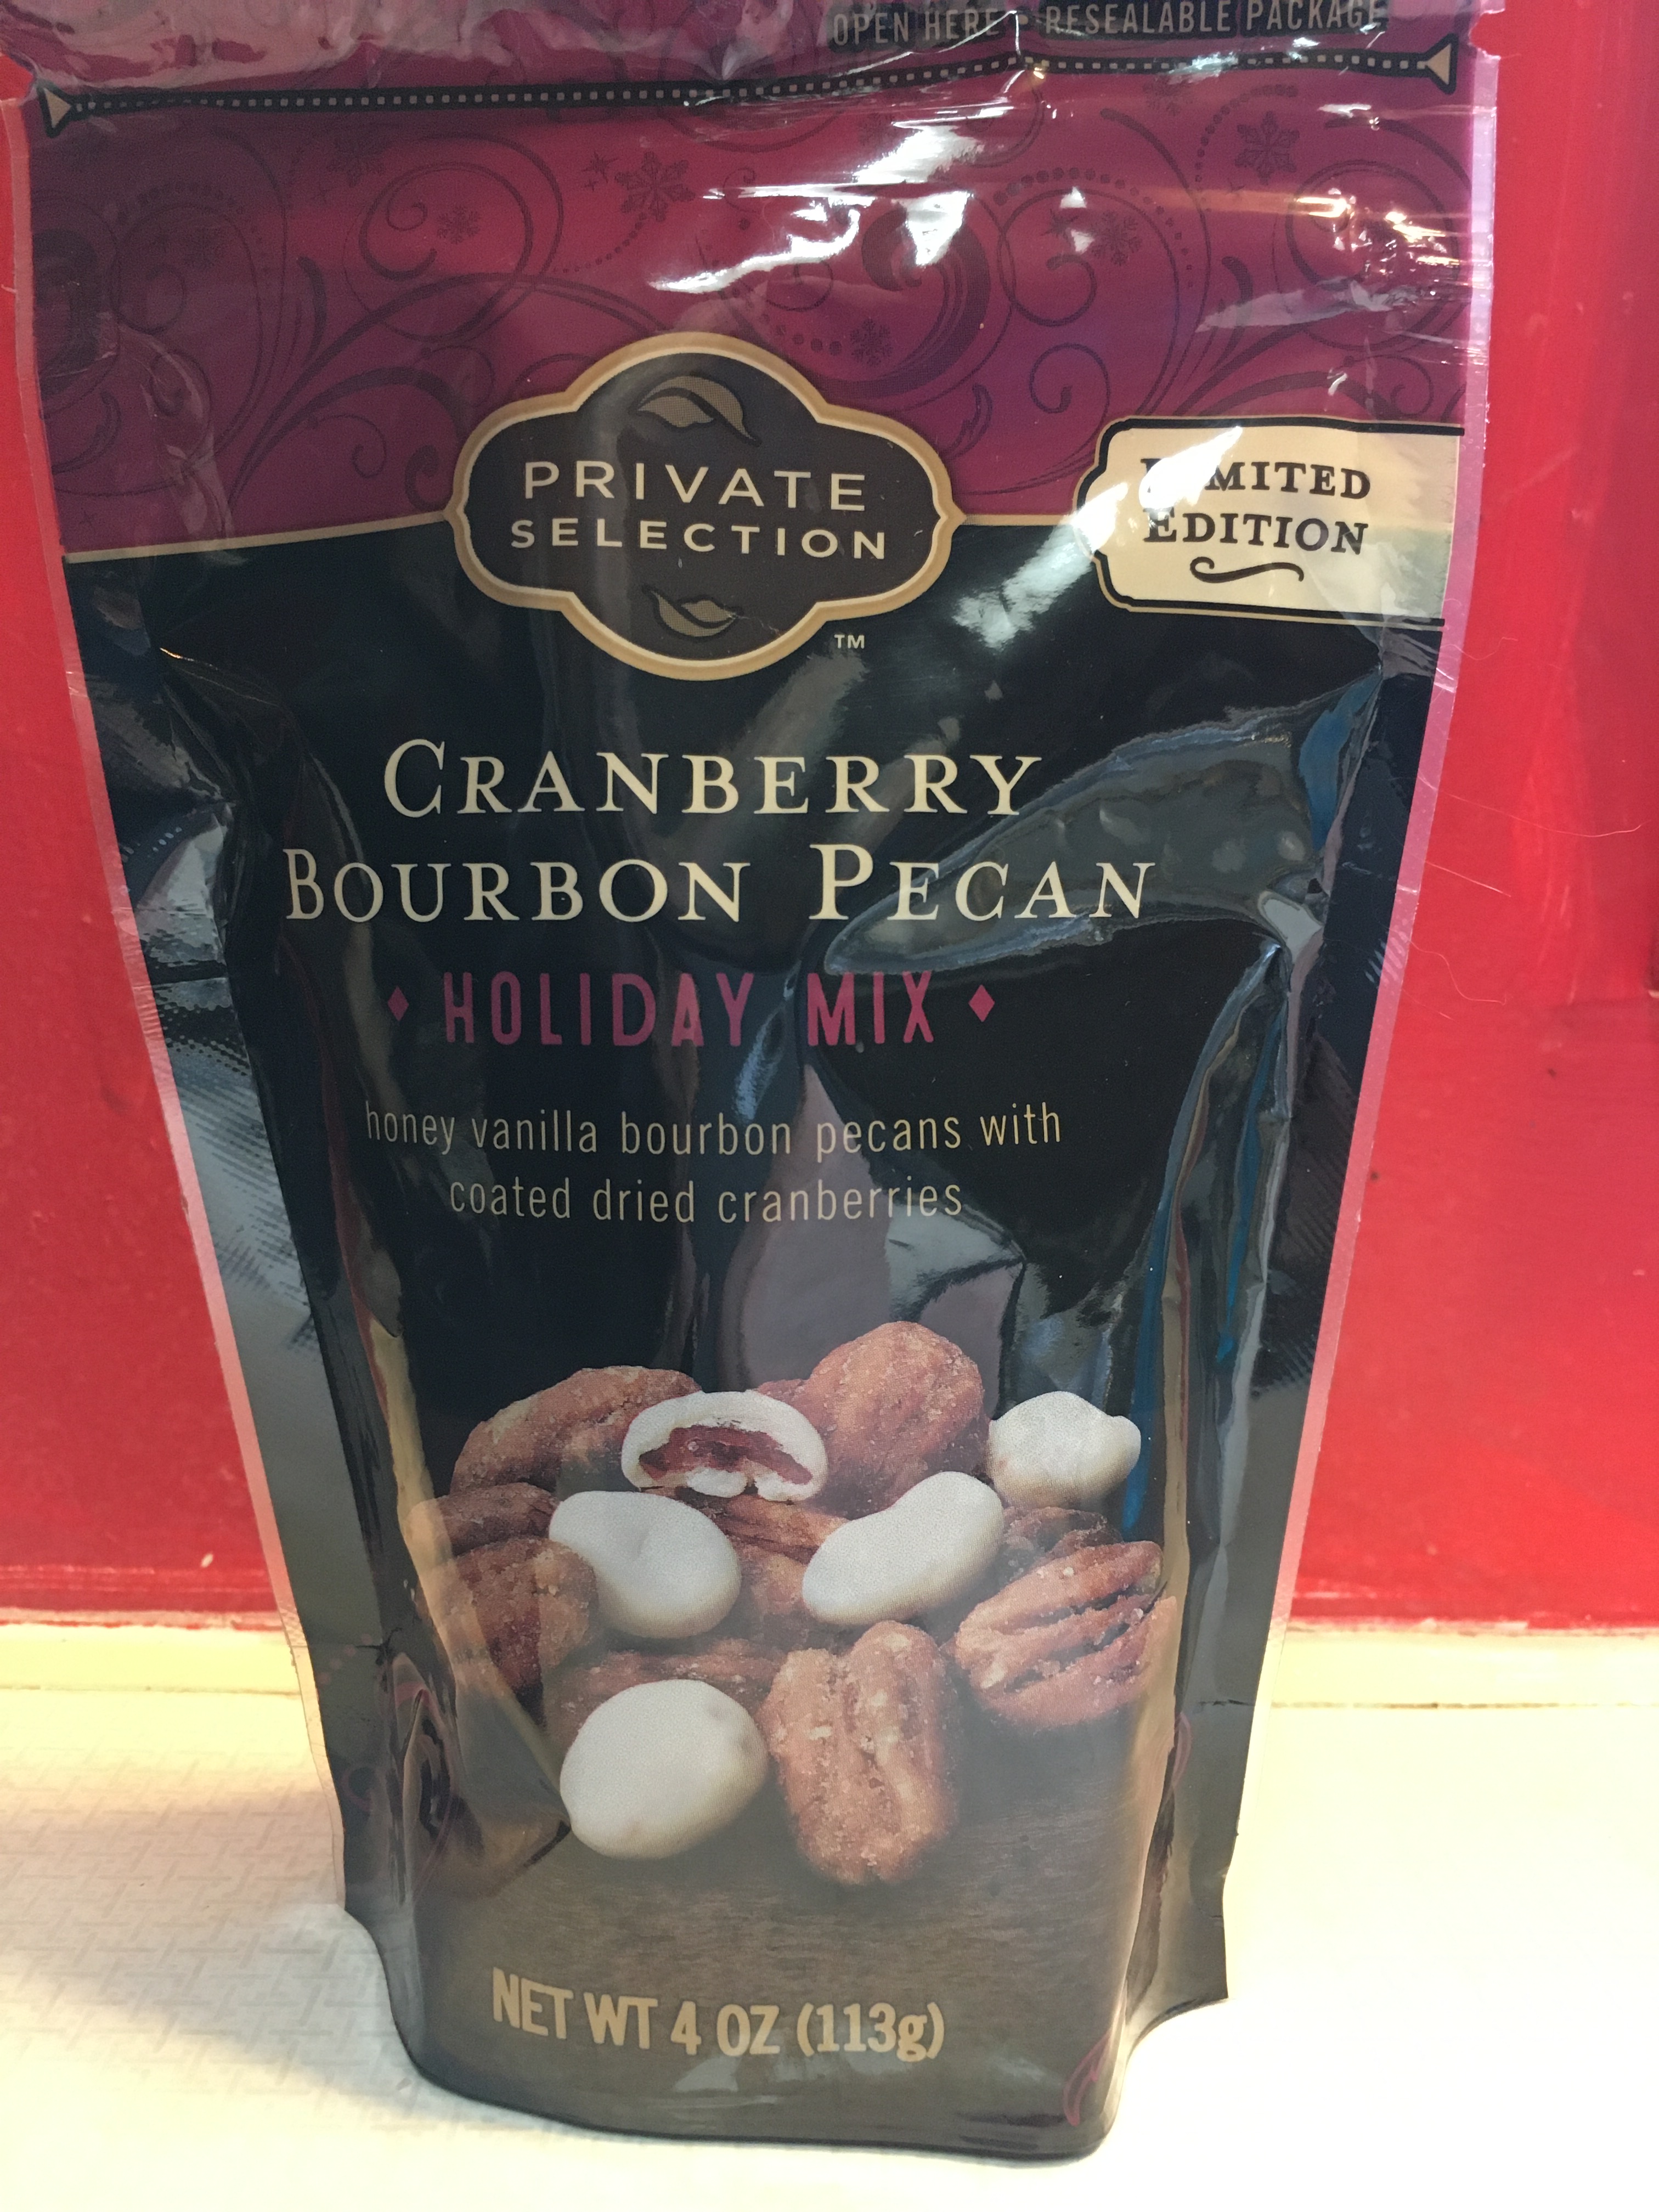 OPEN HERE • RESEALABLE PACKAGE
PRIVATE
SELECTION
TM
LIMITED
EDITION
CRANBERRY
BOURBON PECAN
HOLIDAY MIX
honey vanilla bourbon pecans with
coated dried cranberries
NET WT 4 OZ (113g)